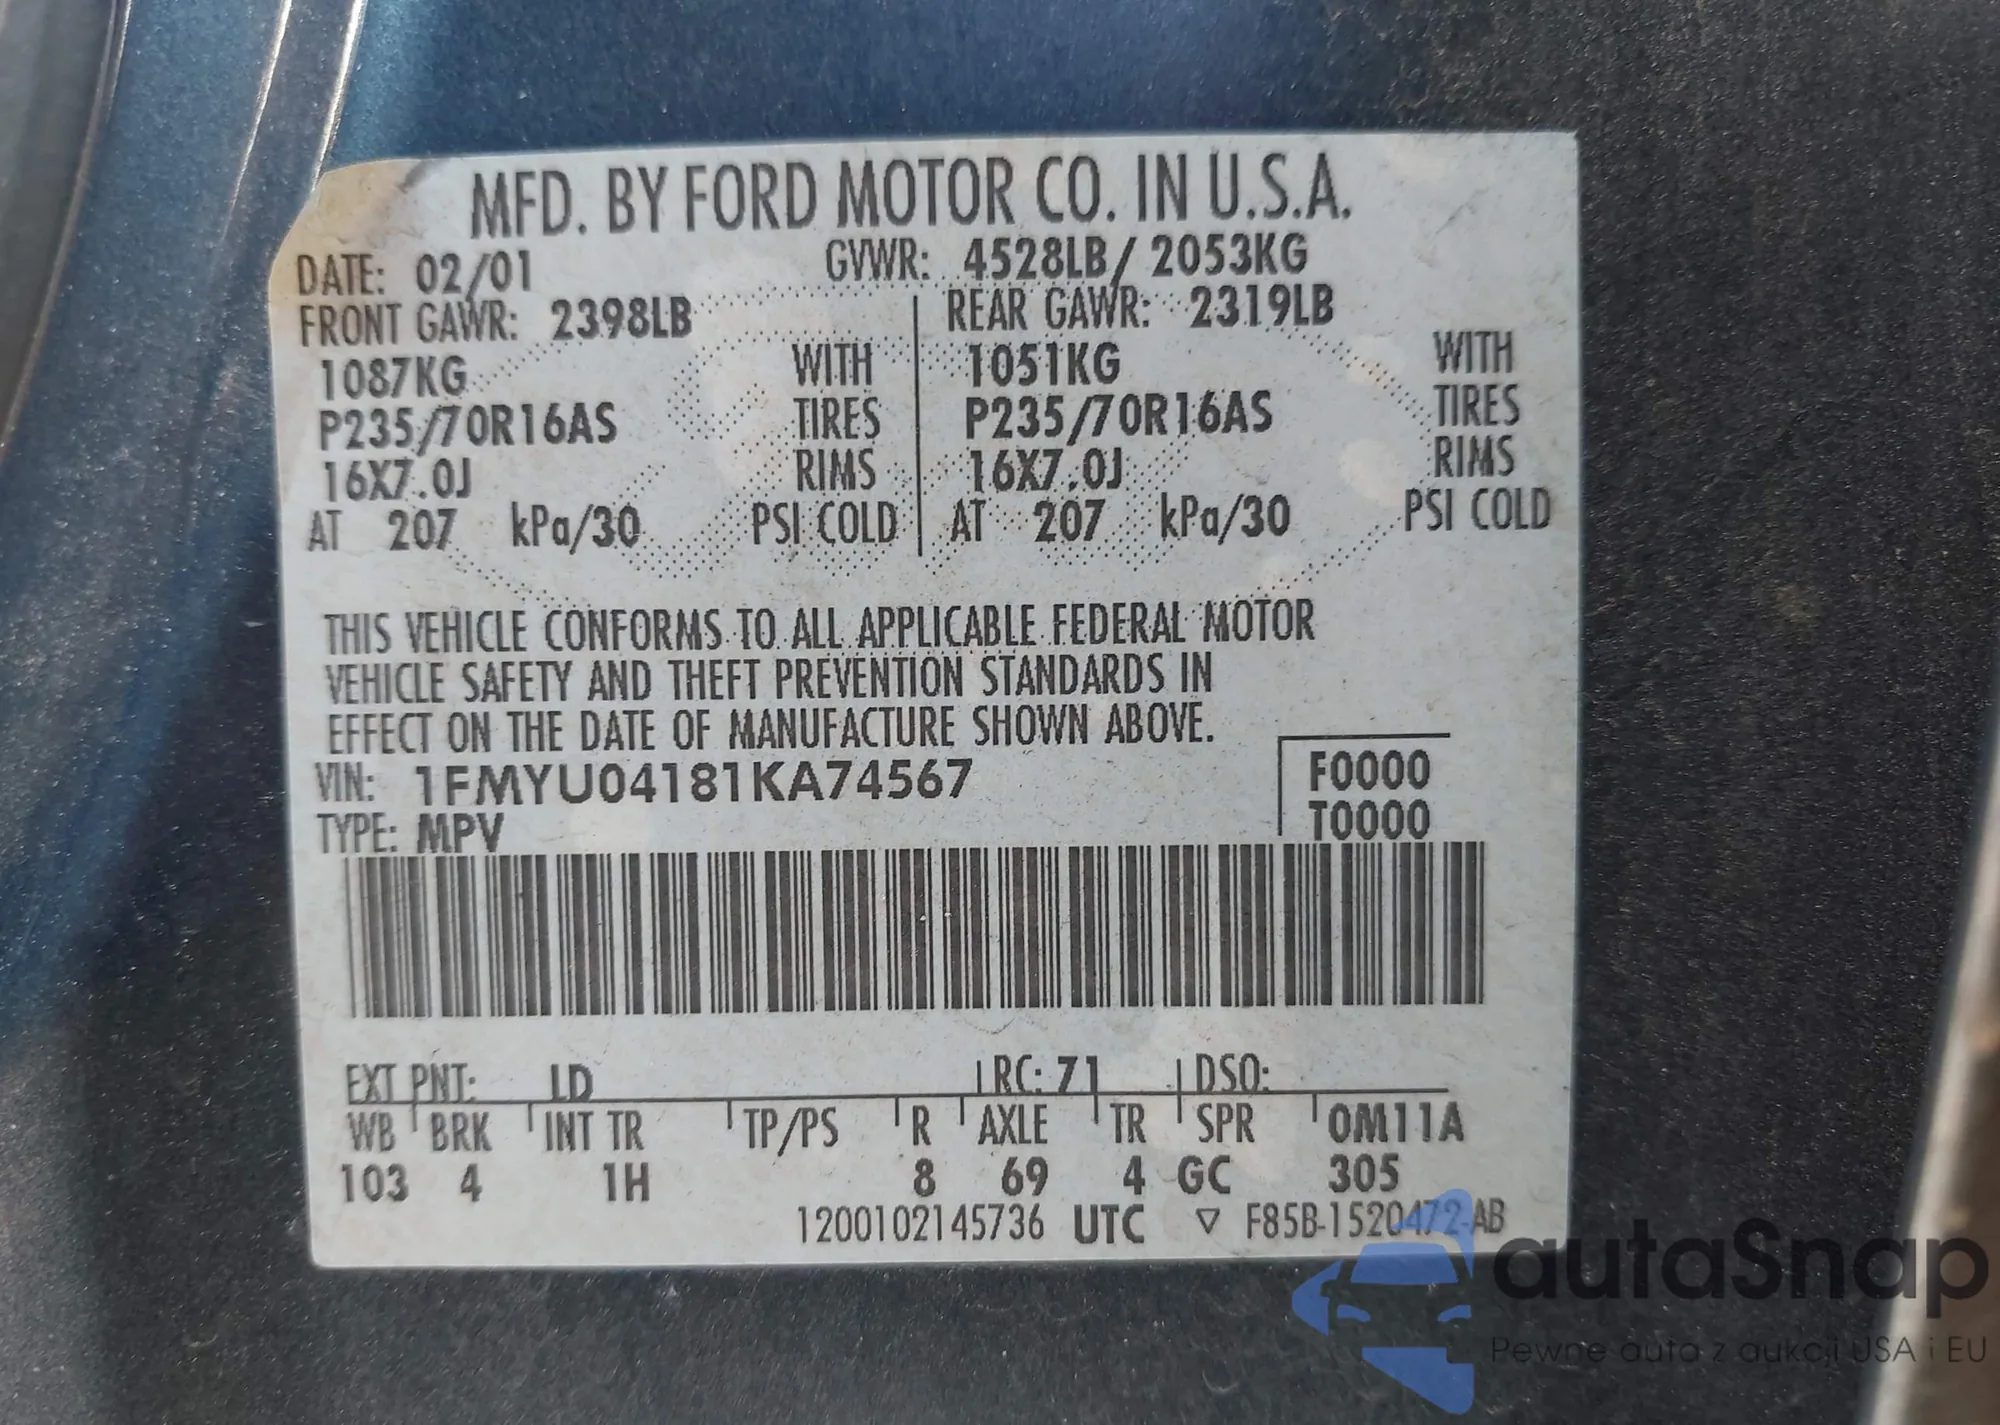 MFD. BY FORD MOTOR CO. IN U.S.A.
DATE: 02/01 GVWR: 4528LB/ 2053KG
FRONT GAWR: 2398LB REAR GAWR: 2319LB
1087KG WITH 1051KG WITH
P235/70R16AS TIRES P235/70R16AS TIRES
16X7.0J RIMS 16X7.0J RIMS
AT 207 kPa/30 PSI COLD AT 207 kPa/30 PSI COLD
THIS VEHICLE CONFORMS TO ALL APPLICABLE FEDERAL MOTOR
VEHICLE SAFETY AND THEFT PREVENTION STANDARDS IN
EFFECT ON THE DATE OF MANUFACTURE SHOWN ABOVE.
VIN: 1FMYU04181KA74567 F0000
TYPE: MPV T0000
EXT PNT: LD RC: 71 DSO:
WB BRK INT TR TP/PS R AXLE TR SPR 0M11A
103 4 1H 8 69 4 GC 305
1200102145736 UTC ▽ F85B-1520472-AB
autaSnap
Pewne auta z aukcji USA i EU